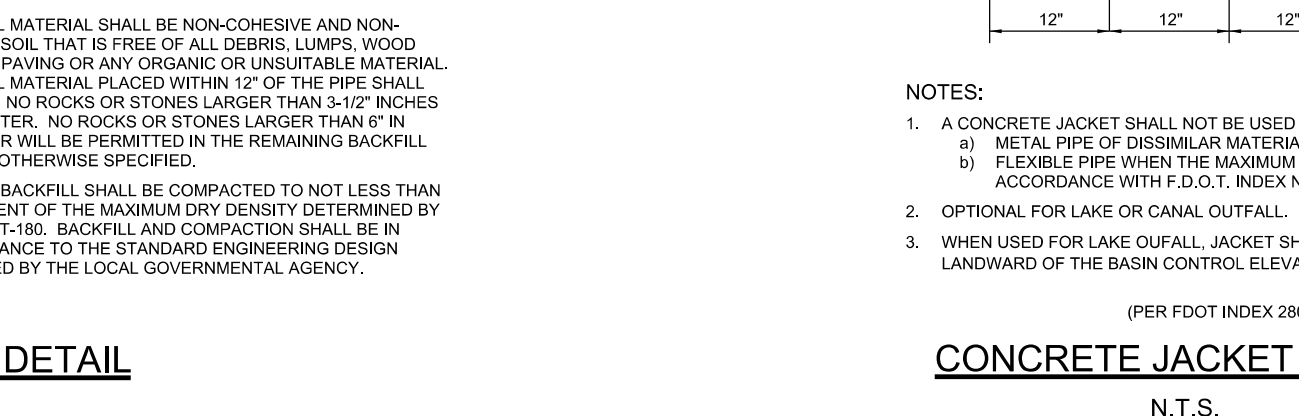 L MATERIAL SHALL BE NON-COHESIVE AND NON-
SOIL THAT IS FREE OF ALL DEBRIS, LUMPS, WOOD
PAVING OR ANY ORGANIC OR UNSUITABLE MATERIAL.
L MATERIAL PLACED WITHIN 12" OF THE PIPE SHALL
NO ROCKS OR STONES LARGER THAN 3-1/2" INCHES
TER. NO ROCKS OR STONES LARGER THAN 6" IN
R WILL BE PERMITTED IN THE REMAINING BACKFILL
OTHERWISE SPECIFIED.
BACKFILL SHALL BE COMPACTED TO NOT LESS THAN
ENT OF THE MAXIMUM DRY DENSITY DETERMINED BY
T-180. BACKFILL AND COMPACTION SHALL BE IN
ANCE TO THE STANDARD ENGINEERING DESIGN
ED BY THE LOCAL GOVERNMENTAL AGENCY.
DETAIL
12" 12" 12"
NOTES:
1. A CONCRETE JACKET SHALL NOT BE USED
a) METAL PIPE OF DISSIMILAR MATERIA
b) FLEXIBLE PIPE WHEN THE MAXIMUM
ACCORDANCE WITH F.D.O.T. INDEX N
2. OPTIONAL FOR LAKE OR CANAL OUTFALL.
3. WHEN USED FOR LAKE OUFALL, JACKET SH
LANDWARD OF THE BASIN CONTROL ELEVA
(PER FDOT INDEX 280
CONCRETE JACKET
N.T.S.